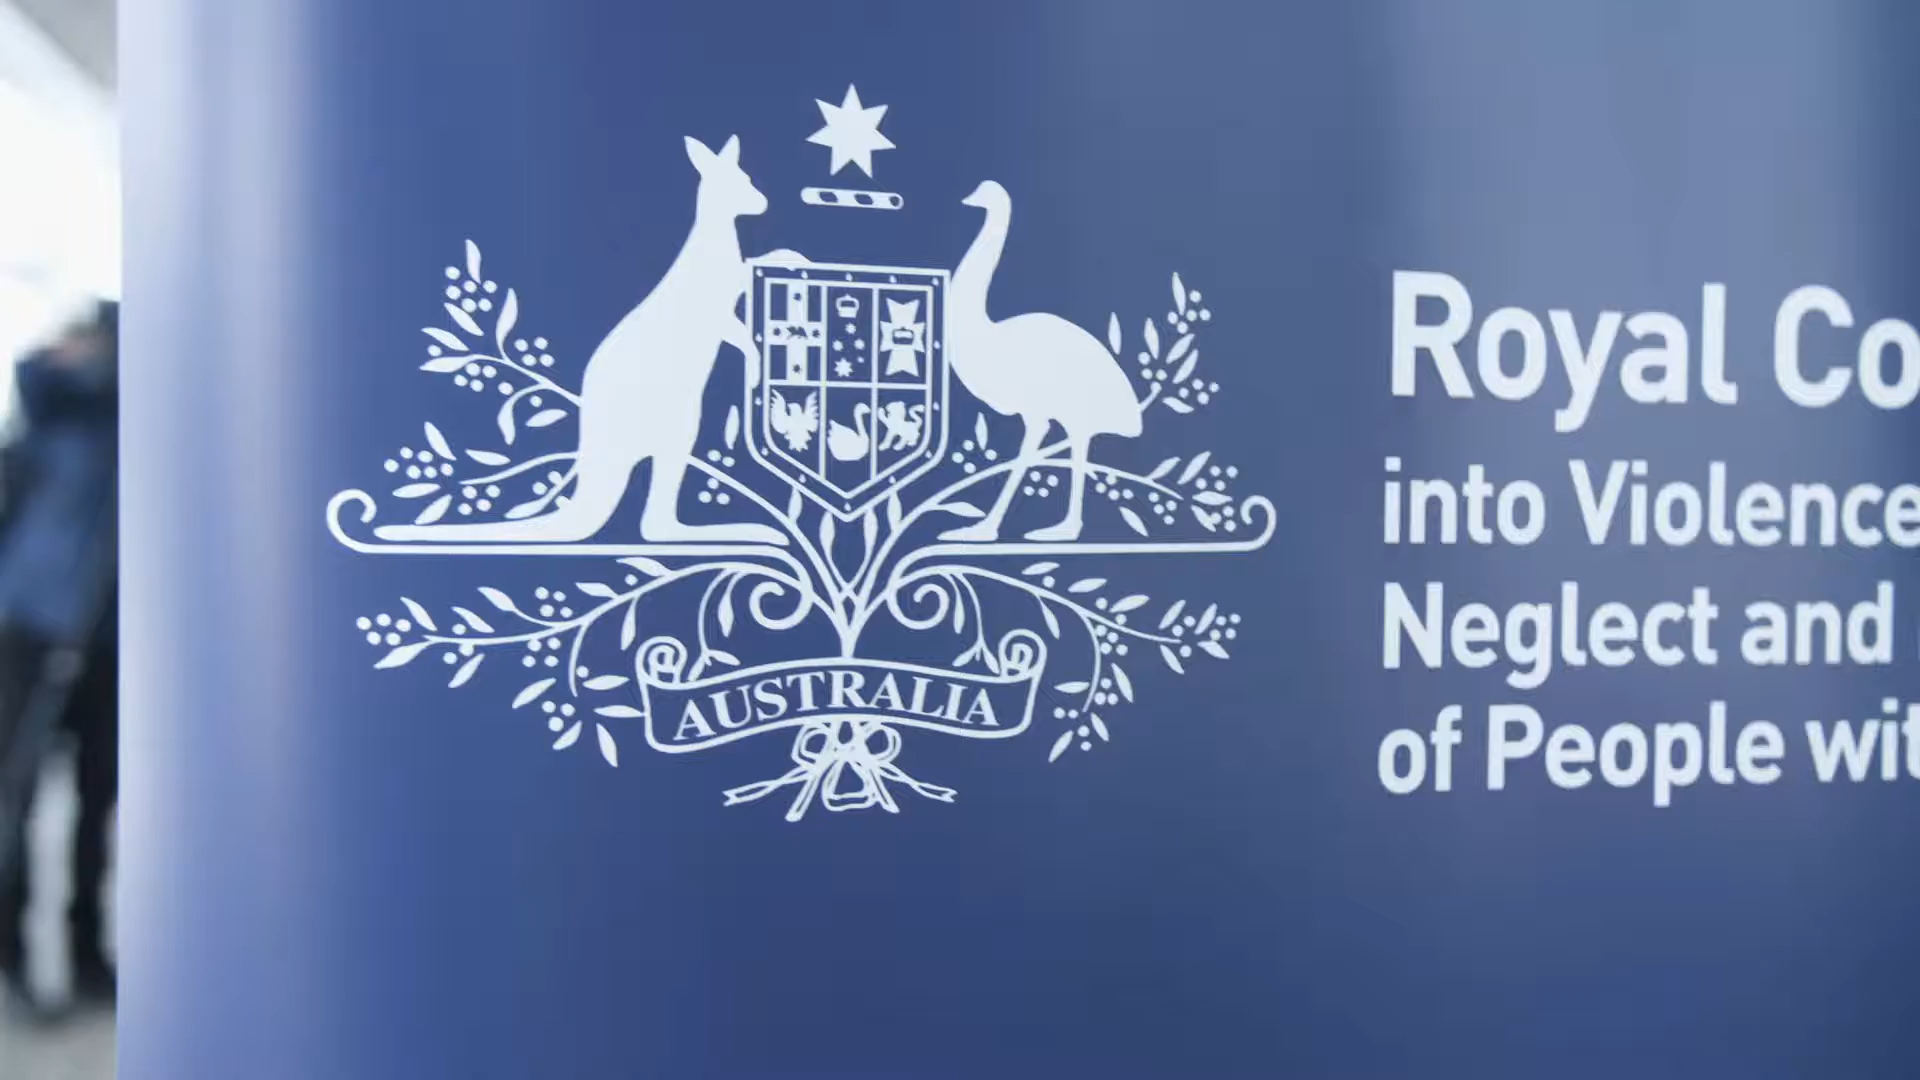 AUSTRALIA
Royal Co
into Violence
Neglect and
of People wit